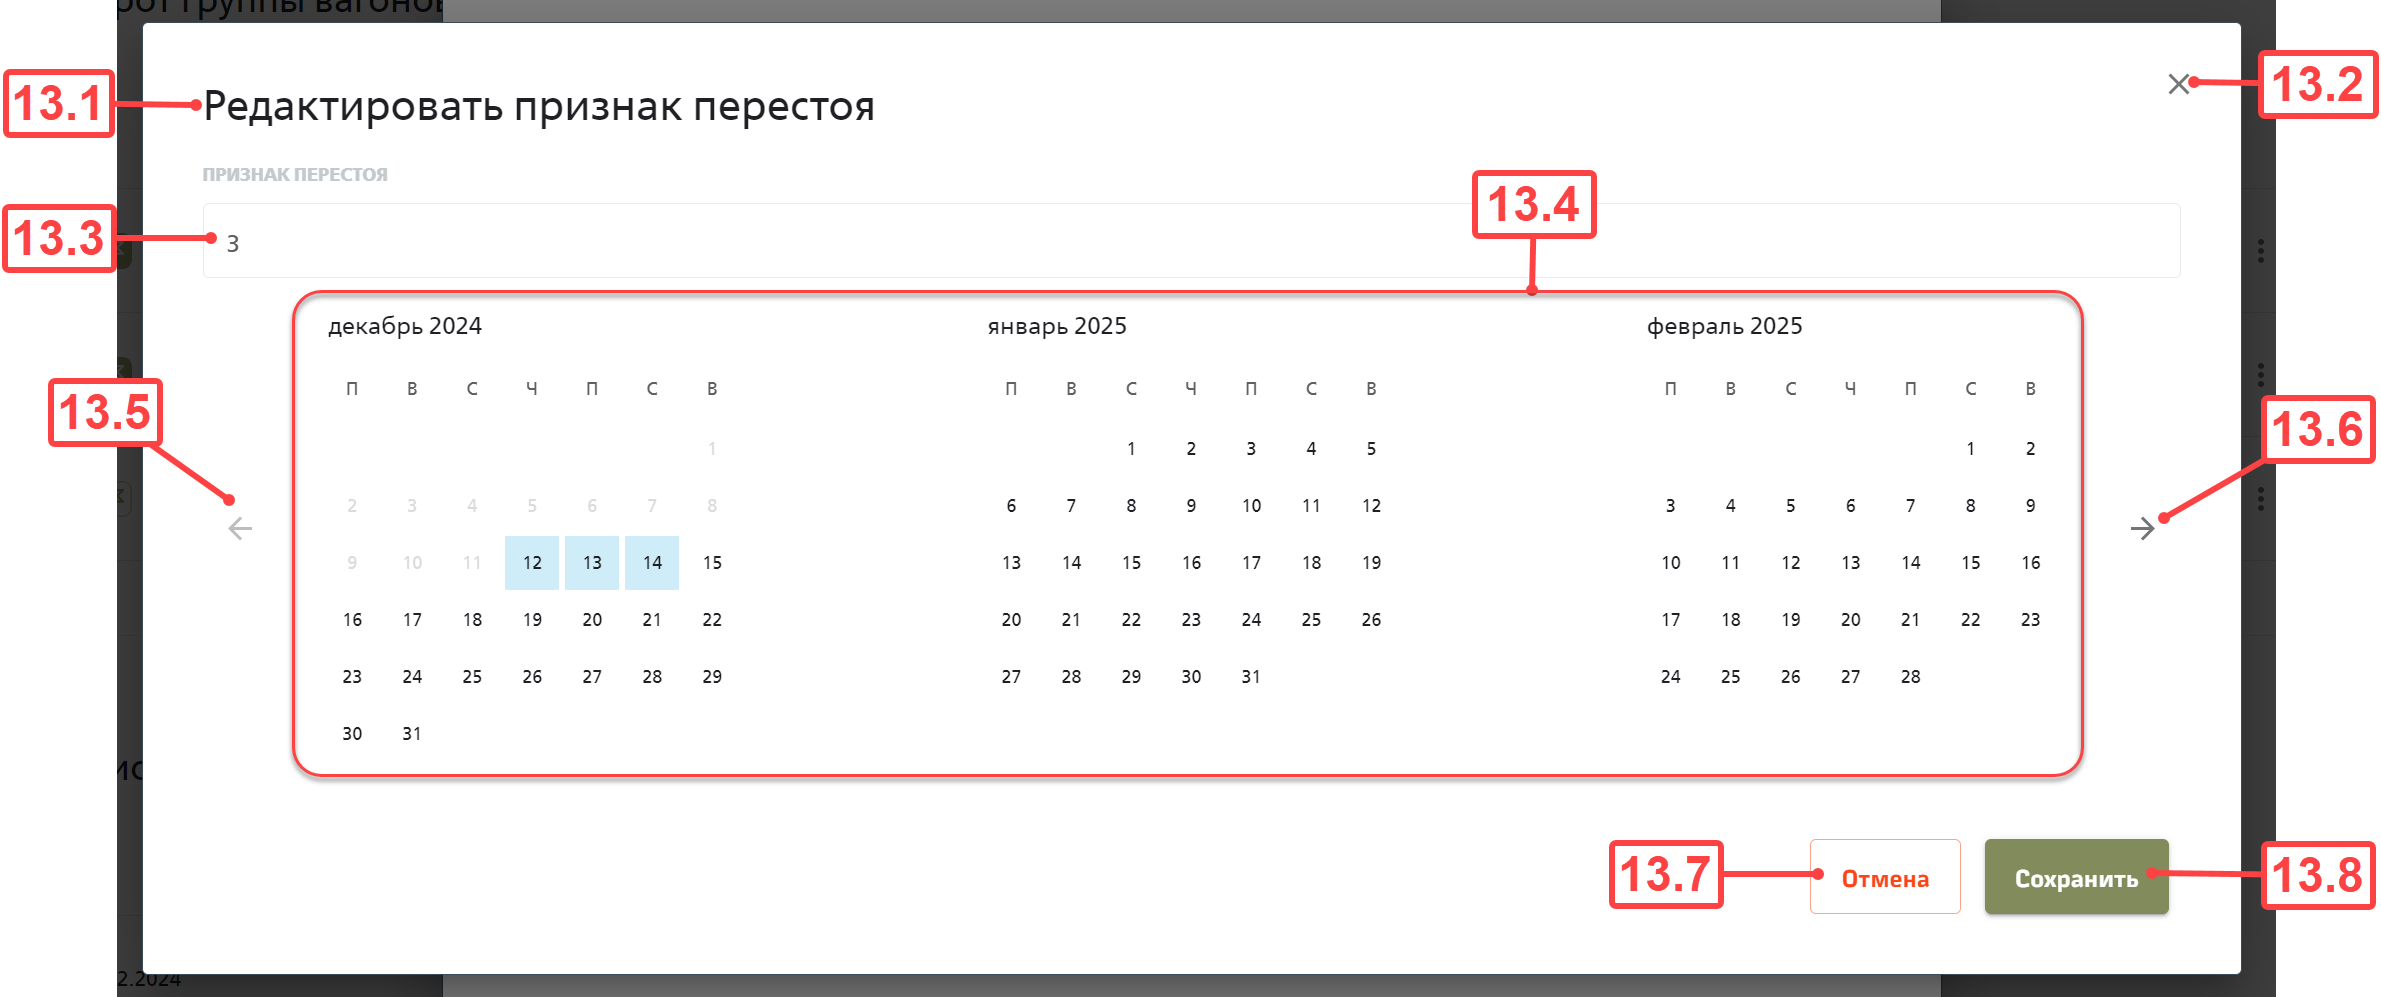 рот группы вагонов
13.1
Редактировать признак перестоя
13.2
ПРИЗНАК ПЕРЕСТОЯ
13.3
3
13.4
декабрь 2024
П В С Ч П С В
1
2 3 4 5 6 7 8
9 10 11 12 13 14 15
16 17 18 19 20 21 22
23 24 25 26 27 28 29
30 31
январь 2025
П В С Ч П С В
1 2 3 4 5
6 7 8 9 10 11 12
13 14 15 16 17 18 19
20 21 22 23 24 25 26
27 28 29 30 31
февраль 2025
П В С Ч П С В
1 2
3 4 5 6 7 8 9
10 11 12 13 14 15 16
17 18 19 20 21 22 23
24 25 26 27 28
13.5
13.6
13.7
Отмена
Сохранить
13.8
2.2024